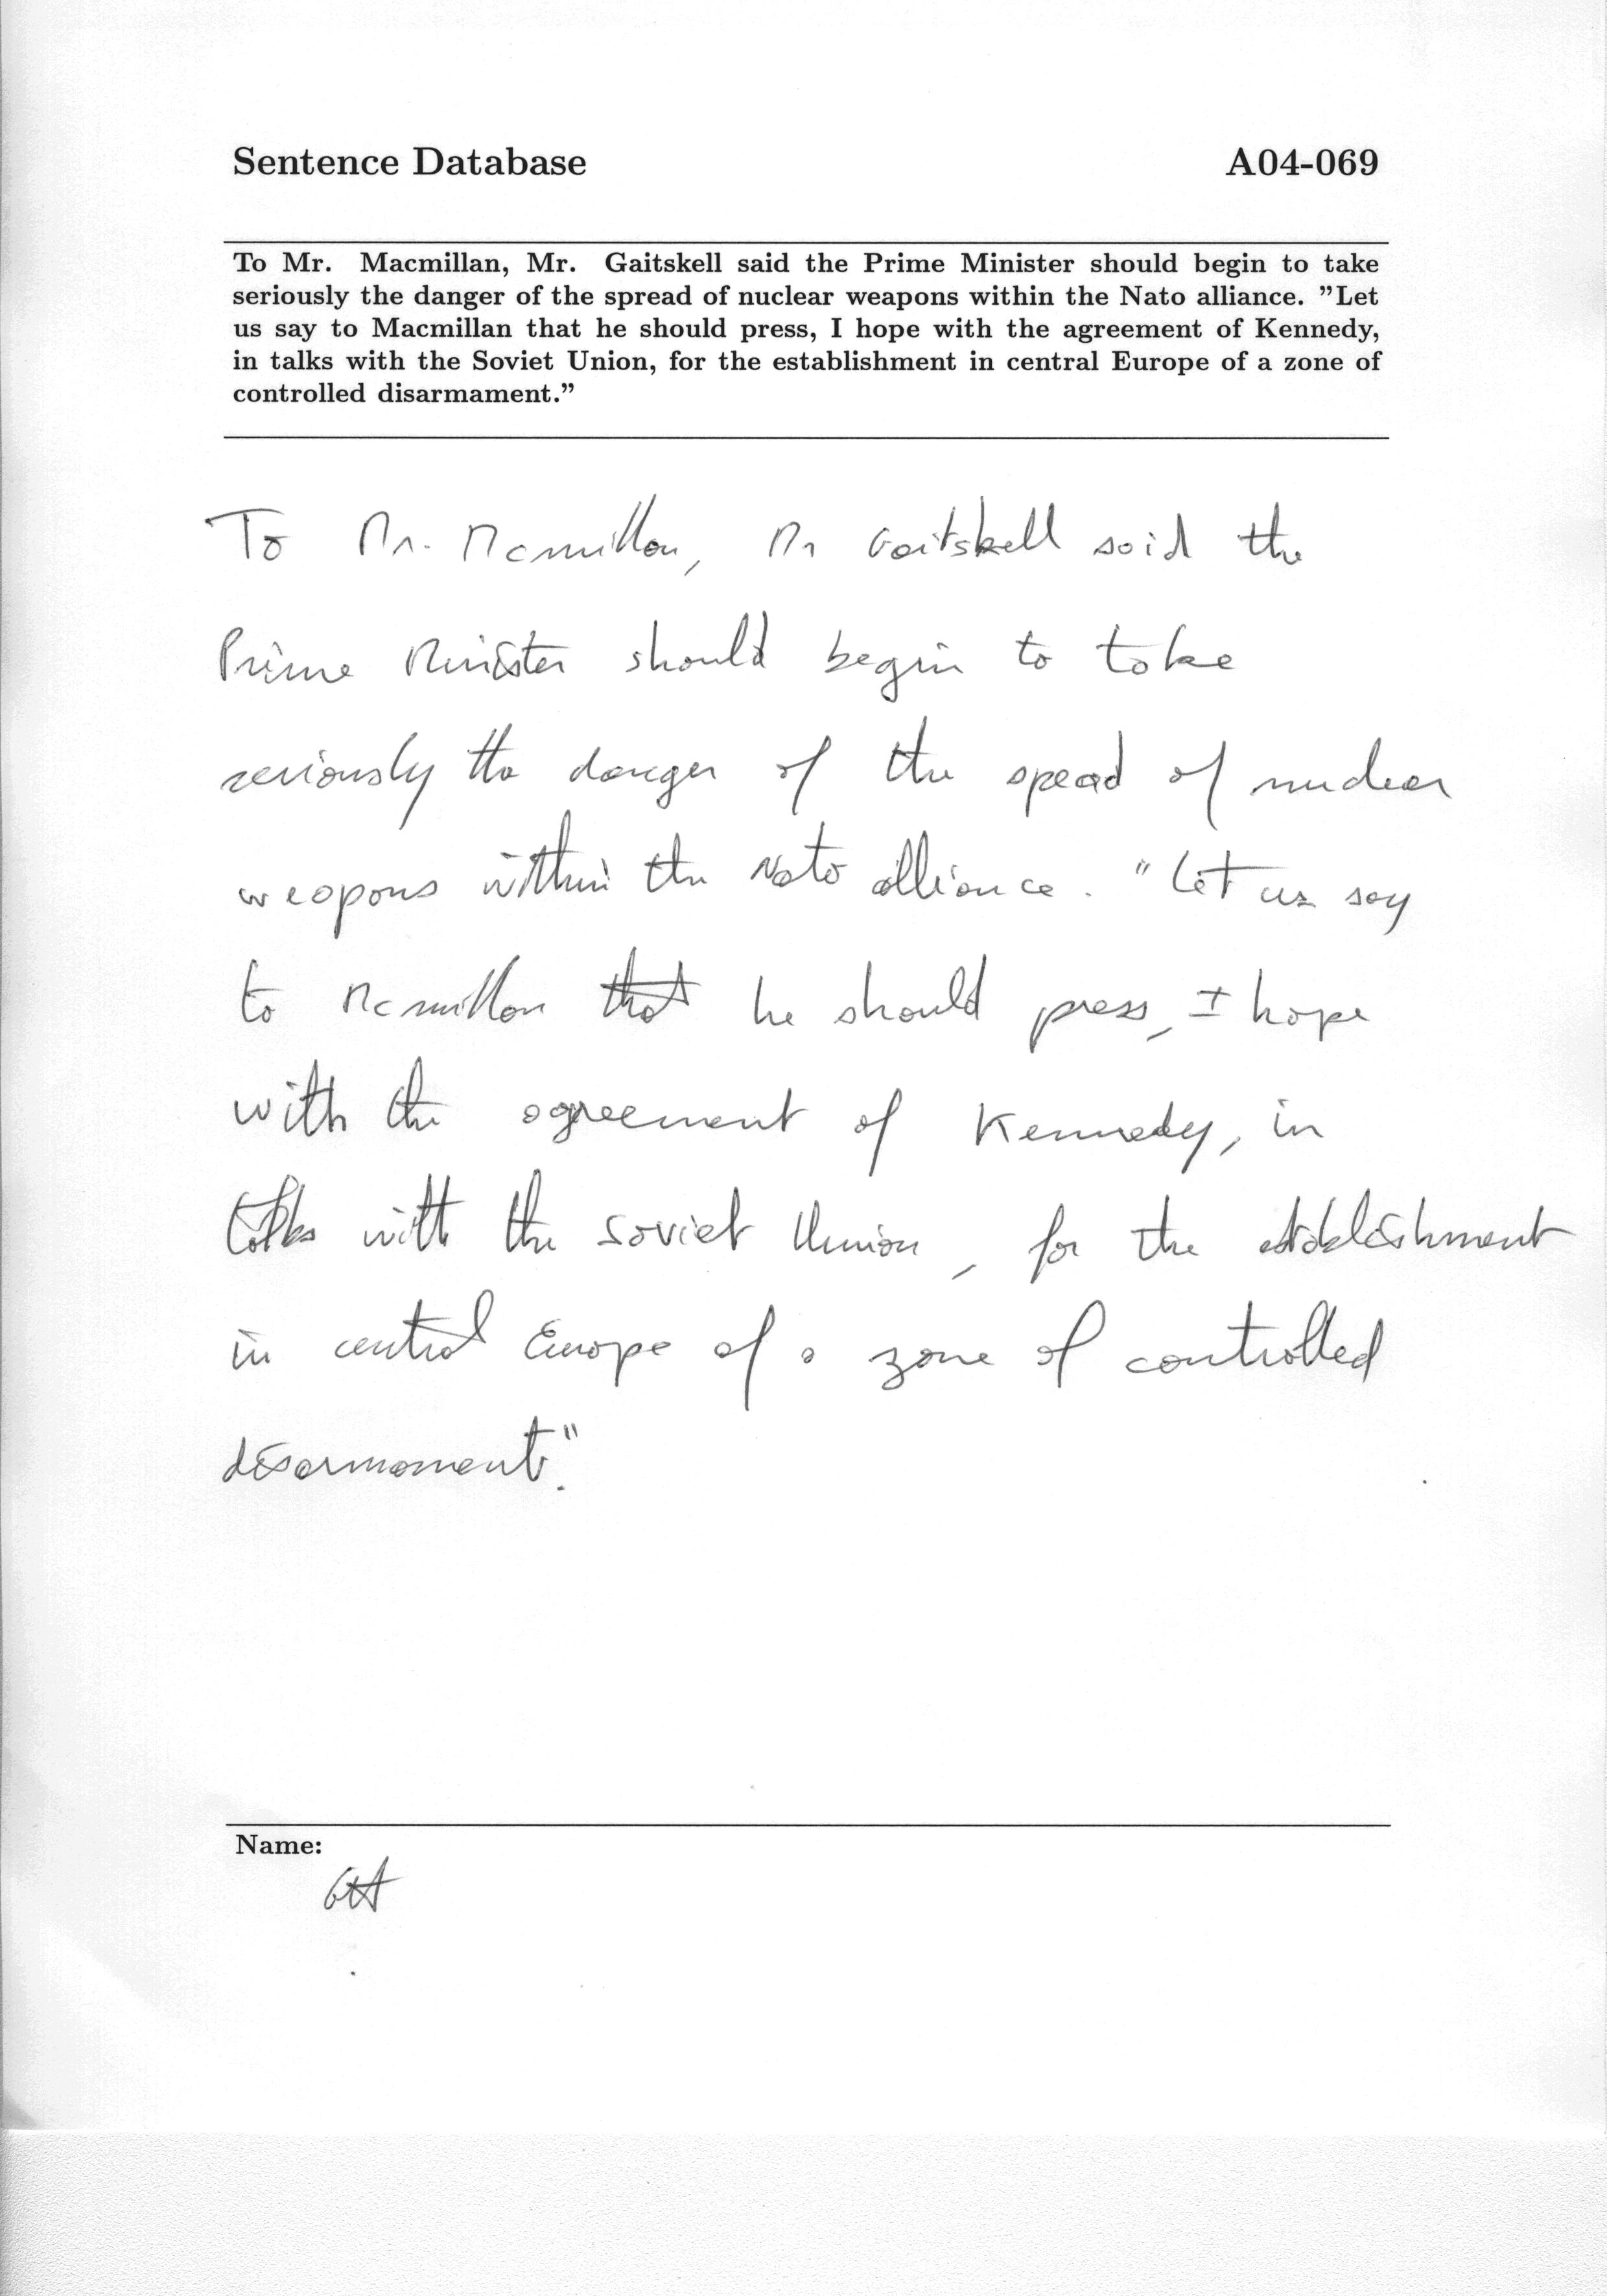 Sentence Database A04-069
To Mr. Macmillan, Mr. Gaitskell said the Prime Minister should begin to take
seriously the danger of the spread of nuclear weapons within the Nato alliance. ”Let
us say to Macmillan that he should press, I hope with the agreement of Kennedy,
in talks with the Soviet Union, for the establishment in central Europe of a zone of
controlled disarmament.”
To Mr. Mcmillan, Mr Gaitskell said the
Prime Minister should begin to take
seriously the danger of the spead of nuclear
weapons within the Nato alliance. "Let us say
to Mcmillan that he should press, I hope
with the agreement of Kennedy, in
talks with the Soviet Union, for the establishment
in central Europe of a zone of controlled
disarmament."
Name: